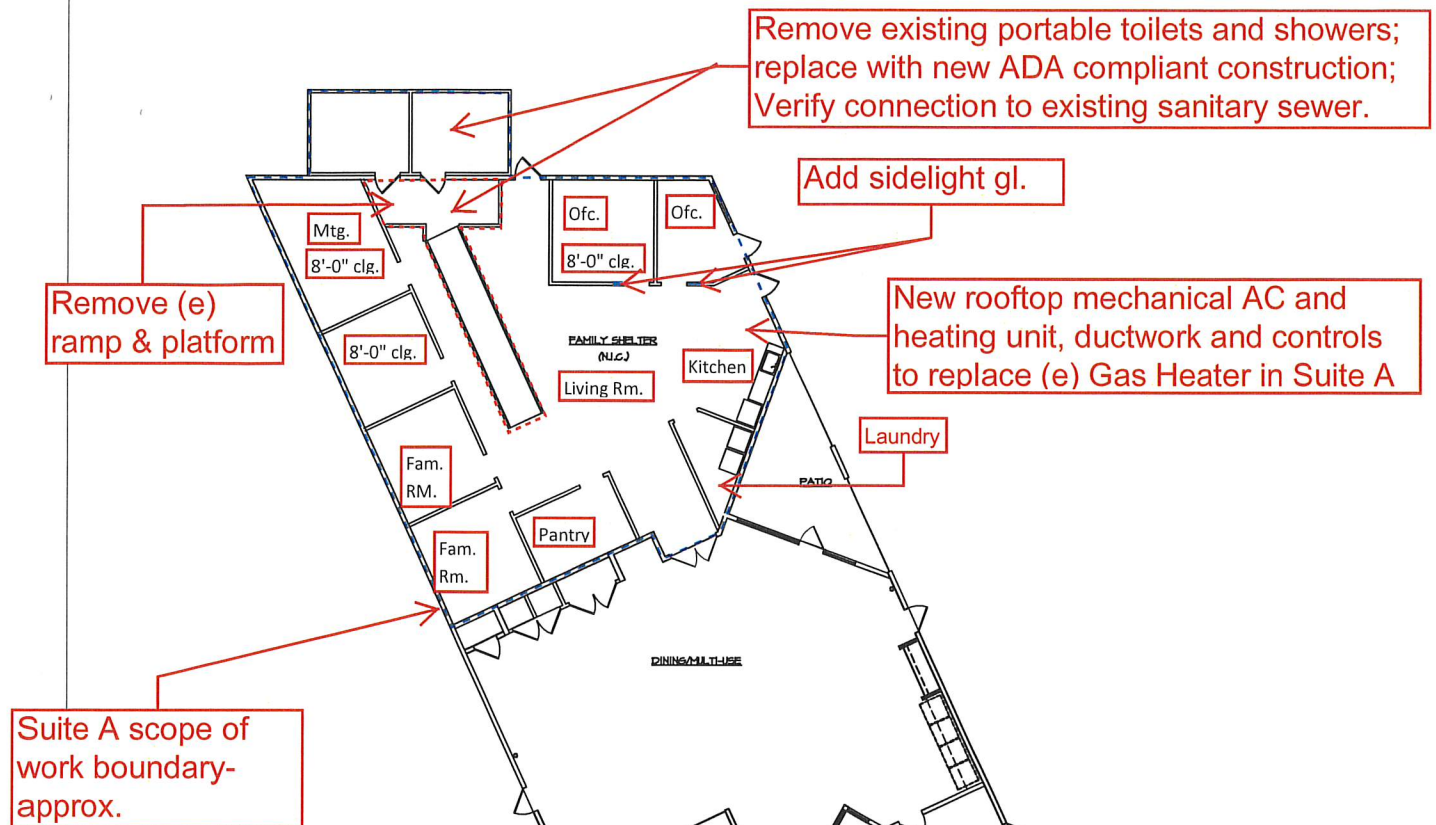 Remove existing portable toilets and showers;
replace with new ADA compliant construction;
Verify connection to existing sanitary sewer.
Add sidelight gl.
Ofc.
Ofc.
Mtg.
8'-0" clg.
8'-0" clg.
Remove (e)
ramp & platform
New rooftop mechanical AC and
heating unit, ductwork and controls
to replace (e) Gas Heater in Suite A
8'-0" clg.
FAMILY SHELTER
(N.I.C.)
Kitchen
Living Rm.
Laundry
Fam.
RM.
PATIO
Pantry
Fam.
Rm.
DINING/MULTI-USE
Suite A scope of
work boundary-
approx.